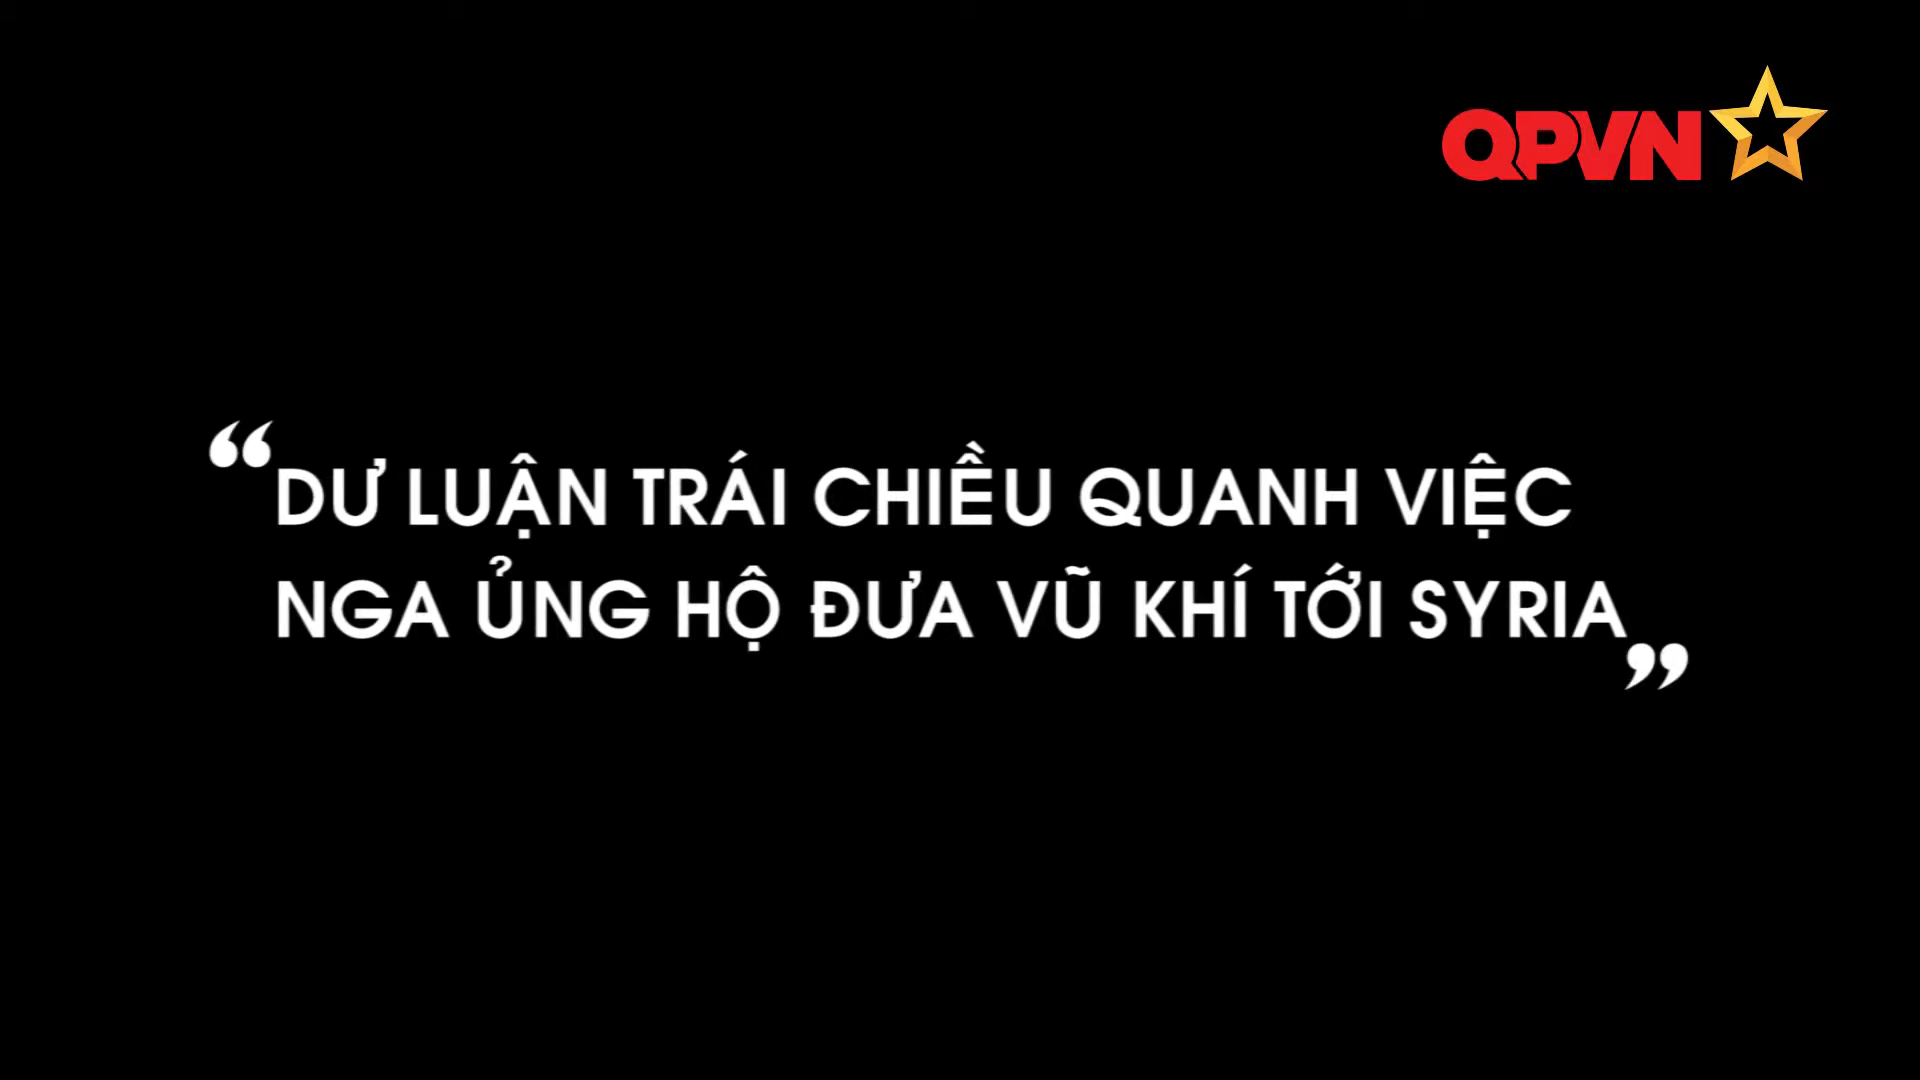 QPVN
“DƯ LUẬN TRÁI CHIỀU QUANH VIỆC
NGA ỦNG HỘ ĐƯA VŨ KHÍ TỚI SYRIA”